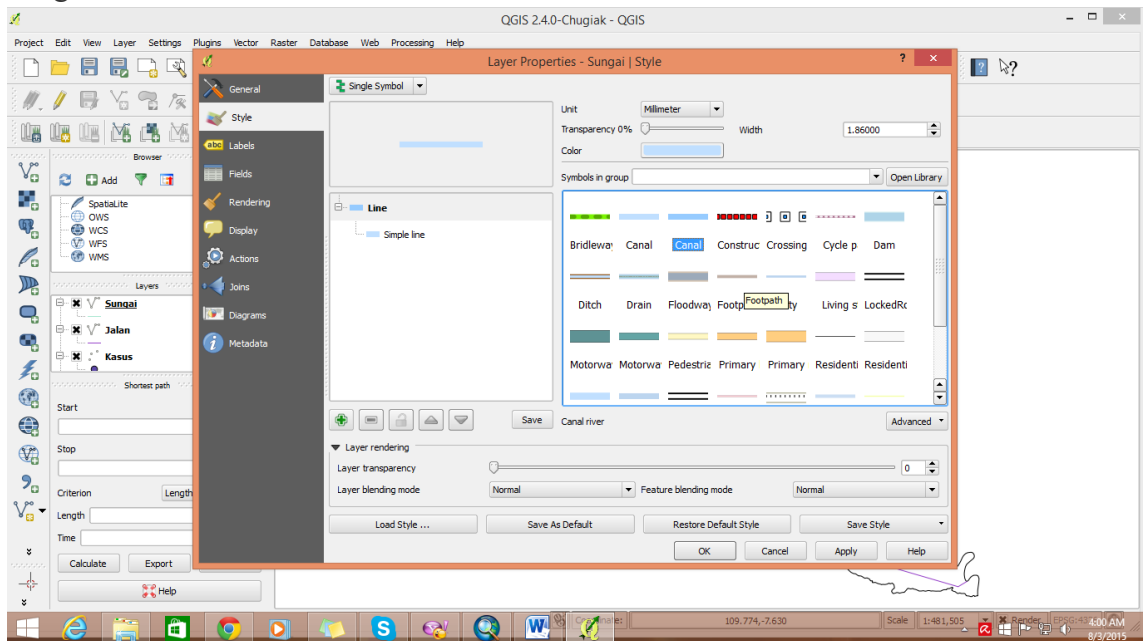 QGIS 2.4.0-Chugiak - QGIS
Project Edit View Layer Settings Plugins Vector Raster Database Web Processing Help
Layer Properties - Sungai | Style
General
Style
Labels
Fields
Rendering
Display
Actions
Joins
Diagrams
Metadata
Single Symbol
Unit Millimeter
Transparency 0% Width 1.86000
Color
Symbols in group Open Library
Line
Simple line
Bridleway Canal Canal Construc Crossing Cycle p Dam
Ditch Drain Floodway Footp Footpath ty Living s LockedRo
Motorwa Motorwa Pedestria Primary Primary Residenti Residenti
Save
Canal river Advanced
Layer rendering
Layer transparency 0
Layer blending mode Normal Feature blending mode Normal
Load Style ... Save As Default Restore Default Style Save Style
OK Cancel Apply Help
Browser
Add
SpatiaLite
OWS
WCS
WFS
WMS
Layers
Sungai
Jalan
Kasus
Shortest path
Start
Stop
Criterion Length
Length
Time
Calculate Export
Help
109.774,-7.630 Scale 1:481,505 Render
4:00 AM
8/3/2015